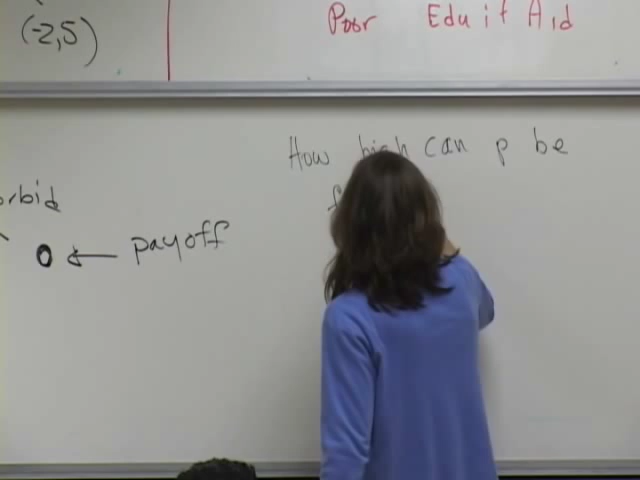 (-2,5)
Poor Edu if Aid
How high can p be
orbid
0 ← payoff